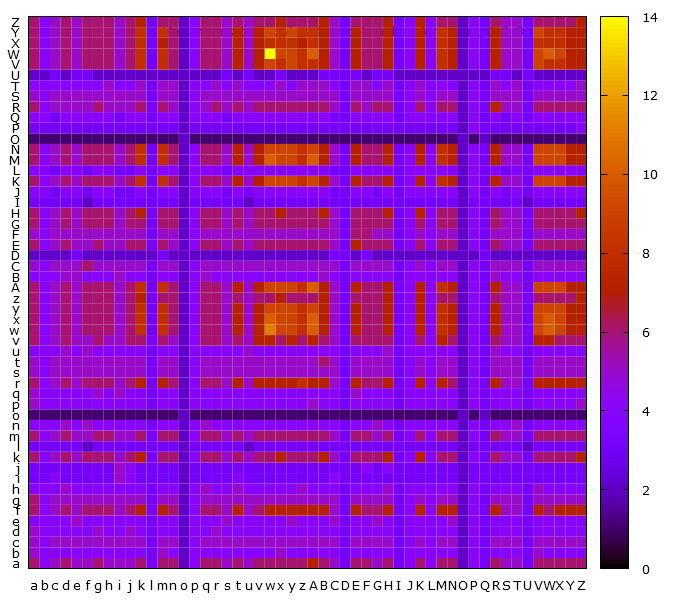 Z
Y
X
W
V
U
T
S
R
Q
P
O
N
M
L
K
J
I
H
G
F
E
D
C
B
A
z
y
x
w
v
u
t
s
r
q
p
o
n
m
l
k
j
i
h
g
f
e
d
c
b
a
a b c d e f g h i j k l m n o p q r s t u v w x y z A B C D E F G H I J K L M N O P Q R S T U V W X Y Z
14
12
10
8
6
4
2
0